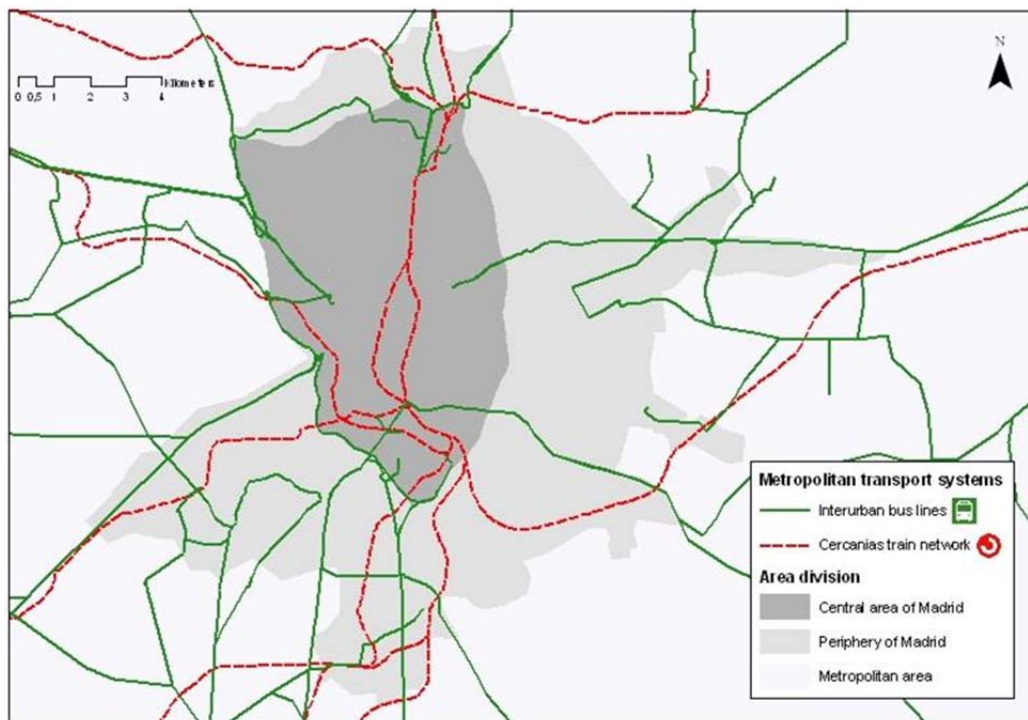 N
Kilometers
0 0,5 1 2 3 4
Metropolitan transport systems
Interurban bus lines
Cercanias train network
Area division
Central area of Madrid
Periphery of Madrid
Metropolitan area